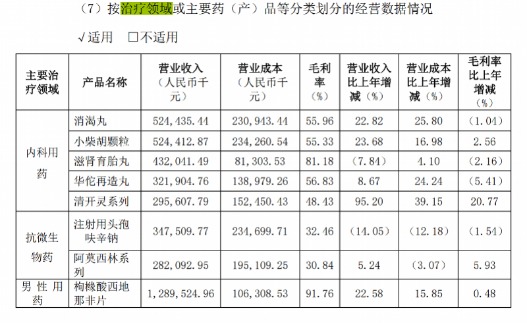 （7）按治疗领域或主要药（产）品等分类划分的经营数据情况
√适用 □不适用
主要治疗领域 产品名称 营业收入（人民币千元） 营业成本（人民币千元） 毛利率（%） 营业收入比上年增减（%） 营业成本比上年增减（%） 毛利率比上年增减（%）
内科用药 消渴丸 524,435.44 230,943.44 55.96 22.82 25.80 （1.04）
小柴胡颗粒 524,412.87 234,260.54 55.33 23.68 16.98 2.56
滋肾育胎丸 432,041.49 81,303.53 81.18 （7.84） 4.10 （2.16）
华佗再造丸 321,904.76 138,979.26 56.83 8.67 24.24 （5.41）
清开灵系列 295,607.79 152,450.43 48.43 95.20 39.15 20.77
抗微生物药 注射用头孢呋辛钠 347,509.77 234,699.71 32.46 （14.05） （12.18） （1.54）
阿莫西林系列 282,092.95 195,109.25 30.84 5.24 （3.07） 5.93
男性用药 枸橼酸西地那非片 1,289,524.96 106,308.53 91.76 22.58 15.85 0.48